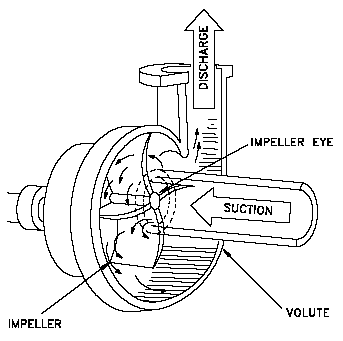 DISCHARGE
IMPELLER EYE
SUCTION
VOLUTE
IMPELLER